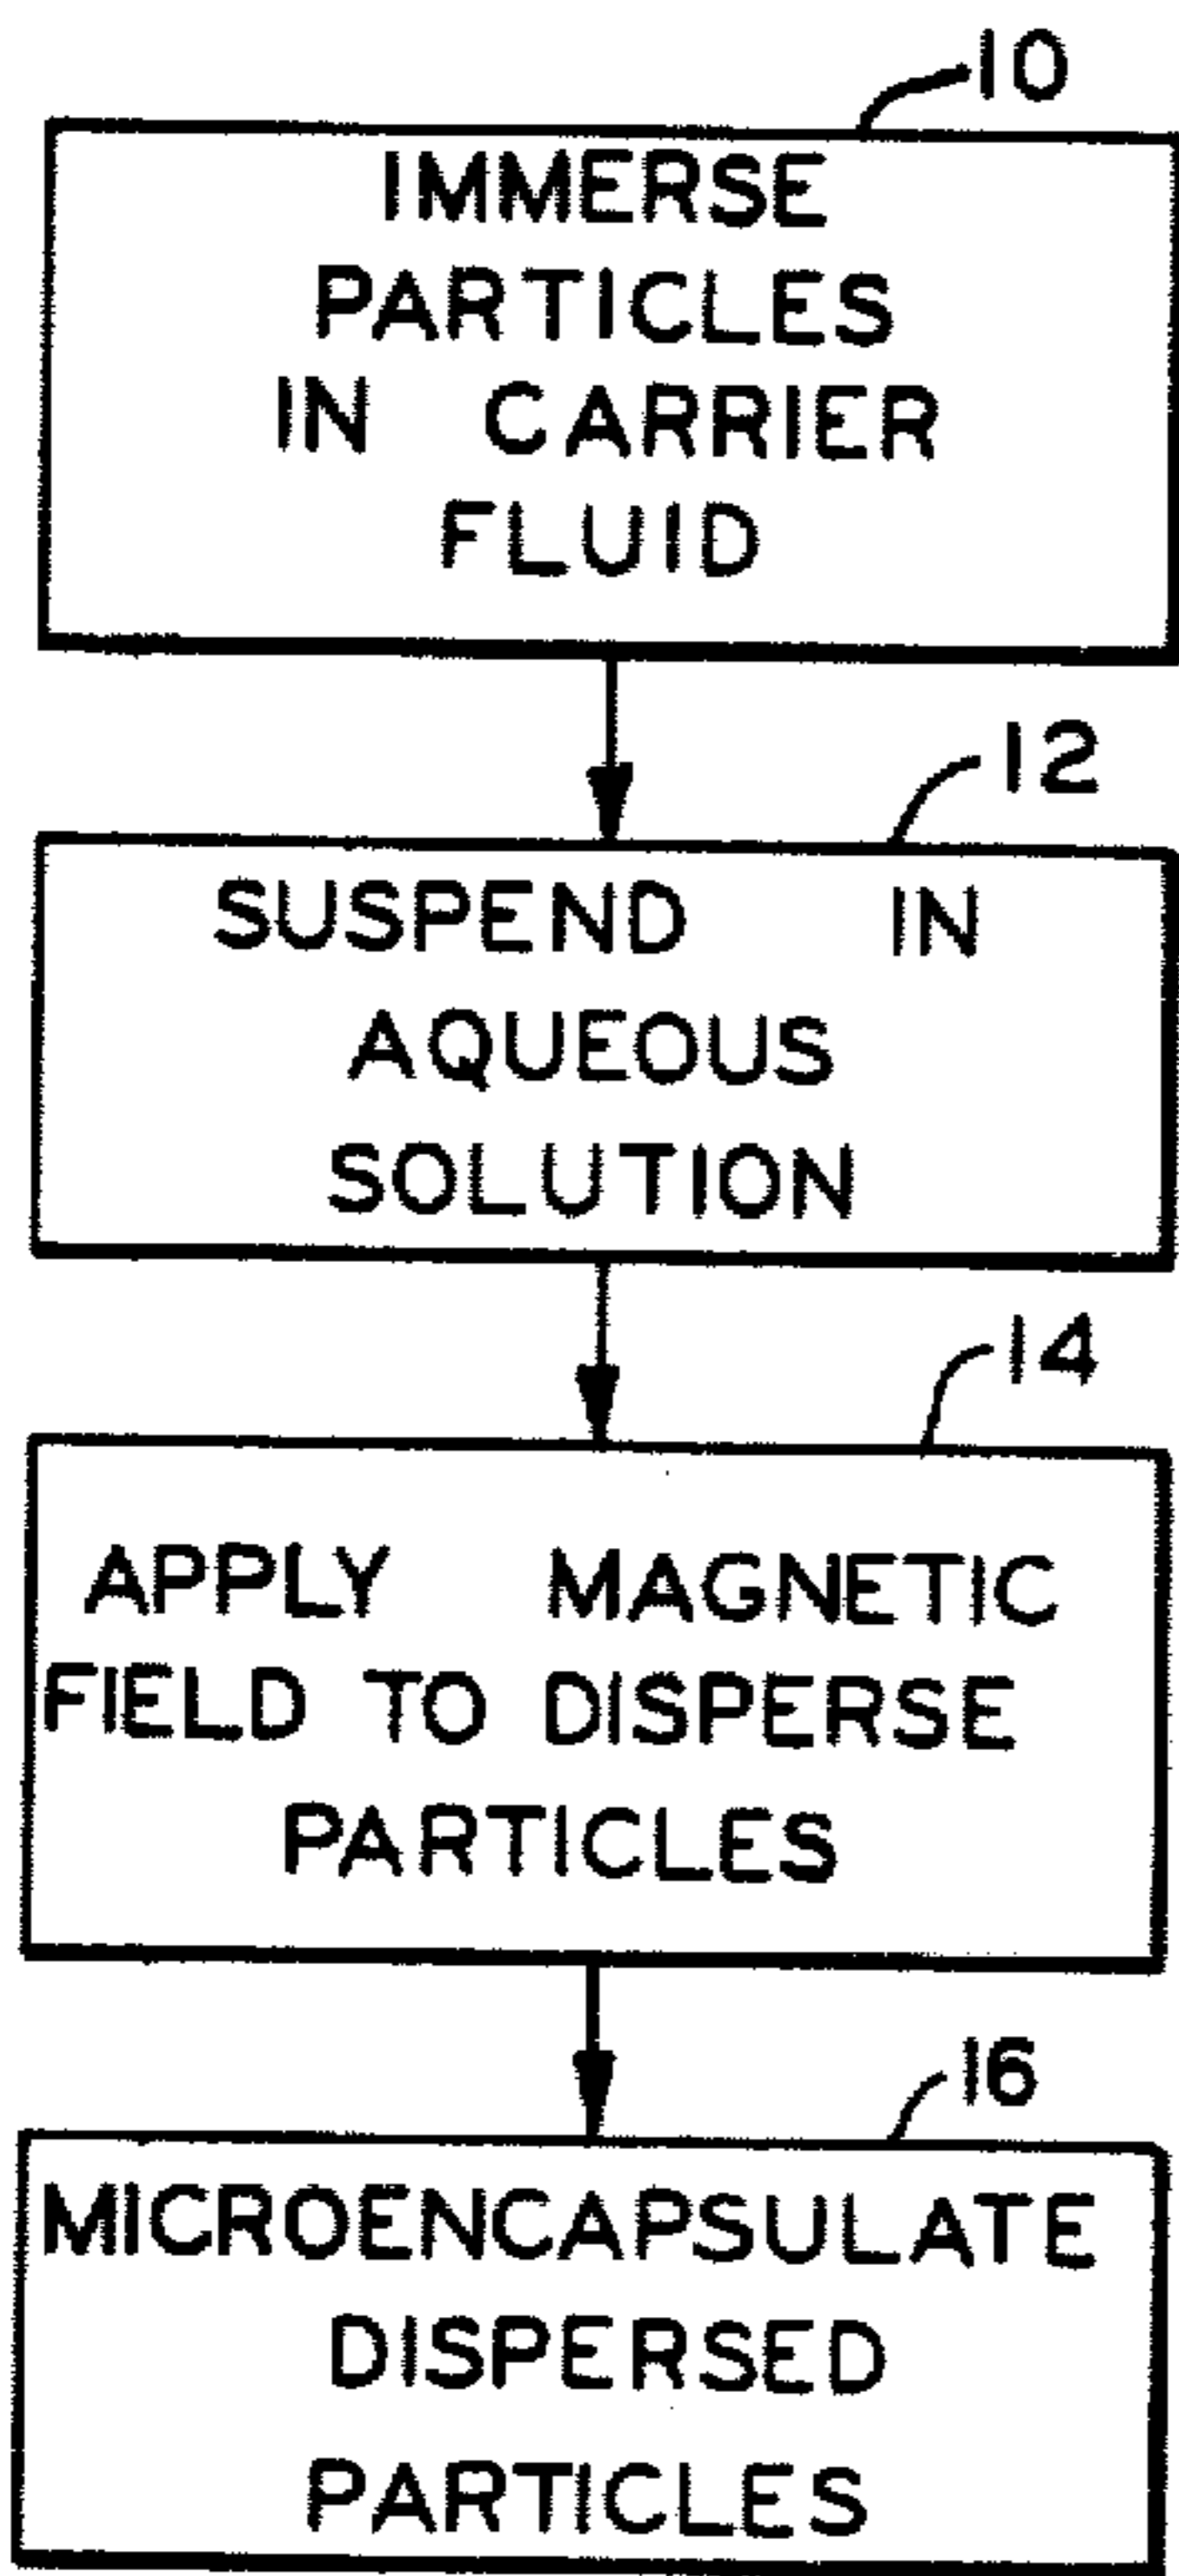 10
IMMERSE
PARTICLES
IN CARRIER
FLUID
12
SUSPEND IN
AQUEOUS
SOLUTION
14
APPLY MAGNETIC
FIELD TO DISPERSE
PARTICLES
16
MICROENCAPSULATE
DISPERSED
PARTICLES